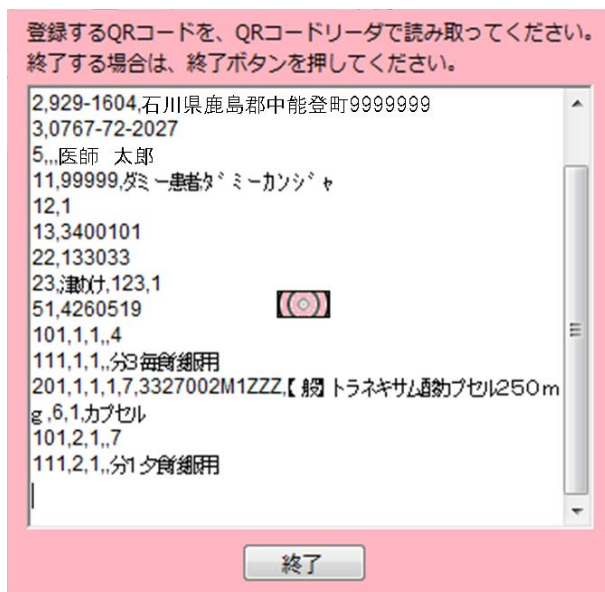 登録するQRコードを、QRコードリーダで読み取ってください。
終了する場合は、終了ボタンを押してください。
2,929-1604,石川県鹿島郡中能登町9999999
3,0767-72-2027
5,,,医師　太郎
11,99999,ダミー患者,ﾀﾞﾐｰｶﾝｼﾞｬ
12,1
13,3400101
22,133033
23,,123,1
51,4260519
101,1,1,,4
111,1,1,,分3 毎食後服用
201,1,1,1,7,3327002M1ZZZ,【般】トラネキサム酸カプセル250m
g,6,1,カプセル
101,2,1,,7
111,2,1,,分1 夕食後服用
終了